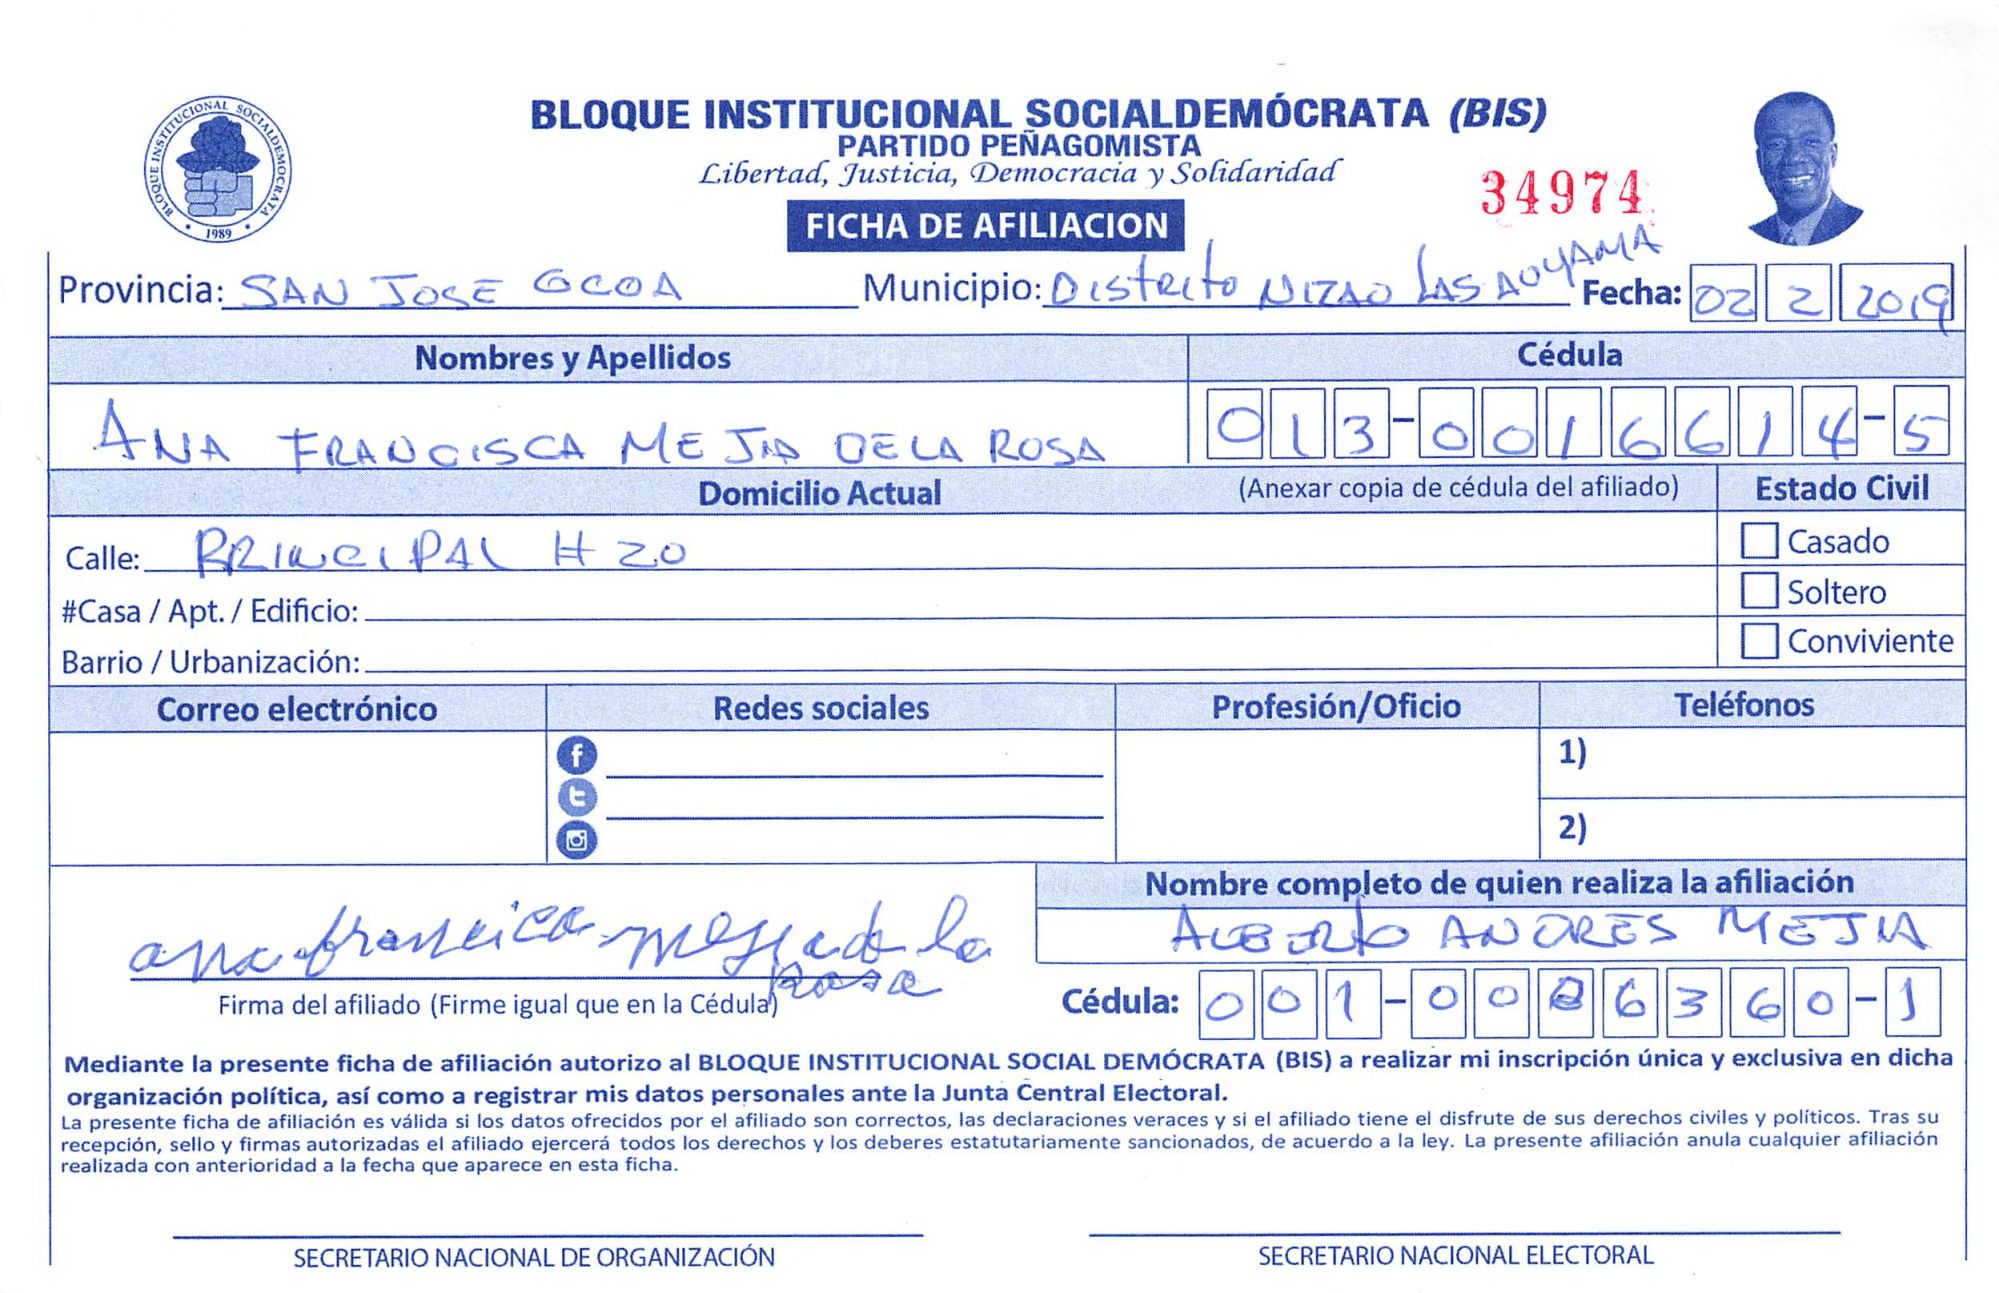 BLOQUE INSTITUCIONAL SOCIALDEMOCRATA
1989
BLOQUE INSTITUCIONAL SOCIALDEMÓCRATA (BIS)
PARTIDO PEÑAGOMISTA
Libertad, Justicia, Democracia y Solidaridad
34974
FICHA DE AFILIACION
Provincia: SAN JOSE OCOA Municipio: Distrito NIZAO LAS AUYAMA Fecha: 02 2 2019
Nombres y Apellidos Cédula
ANA FRANCISCA MEJIA DE LA ROSA 013-0016614-5
Domicilio Actual (Anexar copia de cédula del afiliado) Estado Civil
Calle: PRINCIPAL # 20 Casado
#Casa / Apt. / Edificio: Soltero
Barrio / Urbanización: Conviviente
Correo electrónico Redes sociales Profesión/Oficio Teléfonos
1)
2)
Nombre completo de quien realiza la afiliación
ALBERTO ANDRES MEJIA
ana francisca mejia de la
rosa
Firma del afiliado (Firme igual que en la Cédula) Cédula: 001-0086360-1
Mediante la presente ficha de afiliación autorizo al BLOQUE INSTITUCIONAL SOCIAL DEMÓCRATA (BIS) a realizar mi inscripción única y exclusiva en dicha
organización política, así como a registrar mis datos personales ante la Junta Central Electoral.
La presente ficha de afiliación es válida si los datos ofrecidos por el afiliado son correctos, las declaraciones veraces y si el afiliado tiene el disfrute de sus derechos civiles y políticos. Tras su
recepción, sello y firmas autorizadas el afiliado ejercerá todos los derechos y los deberes estatutariamente sancionados, de acuerdo a la ley. La presente afiliación anula cualquier afiliación
realizada con anterioridad a la fecha que aparece en esta ficha.
SECRETARIO NACIONAL DE ORGANIZACIÓN SECRETARIO NACIONAL ELECTORAL